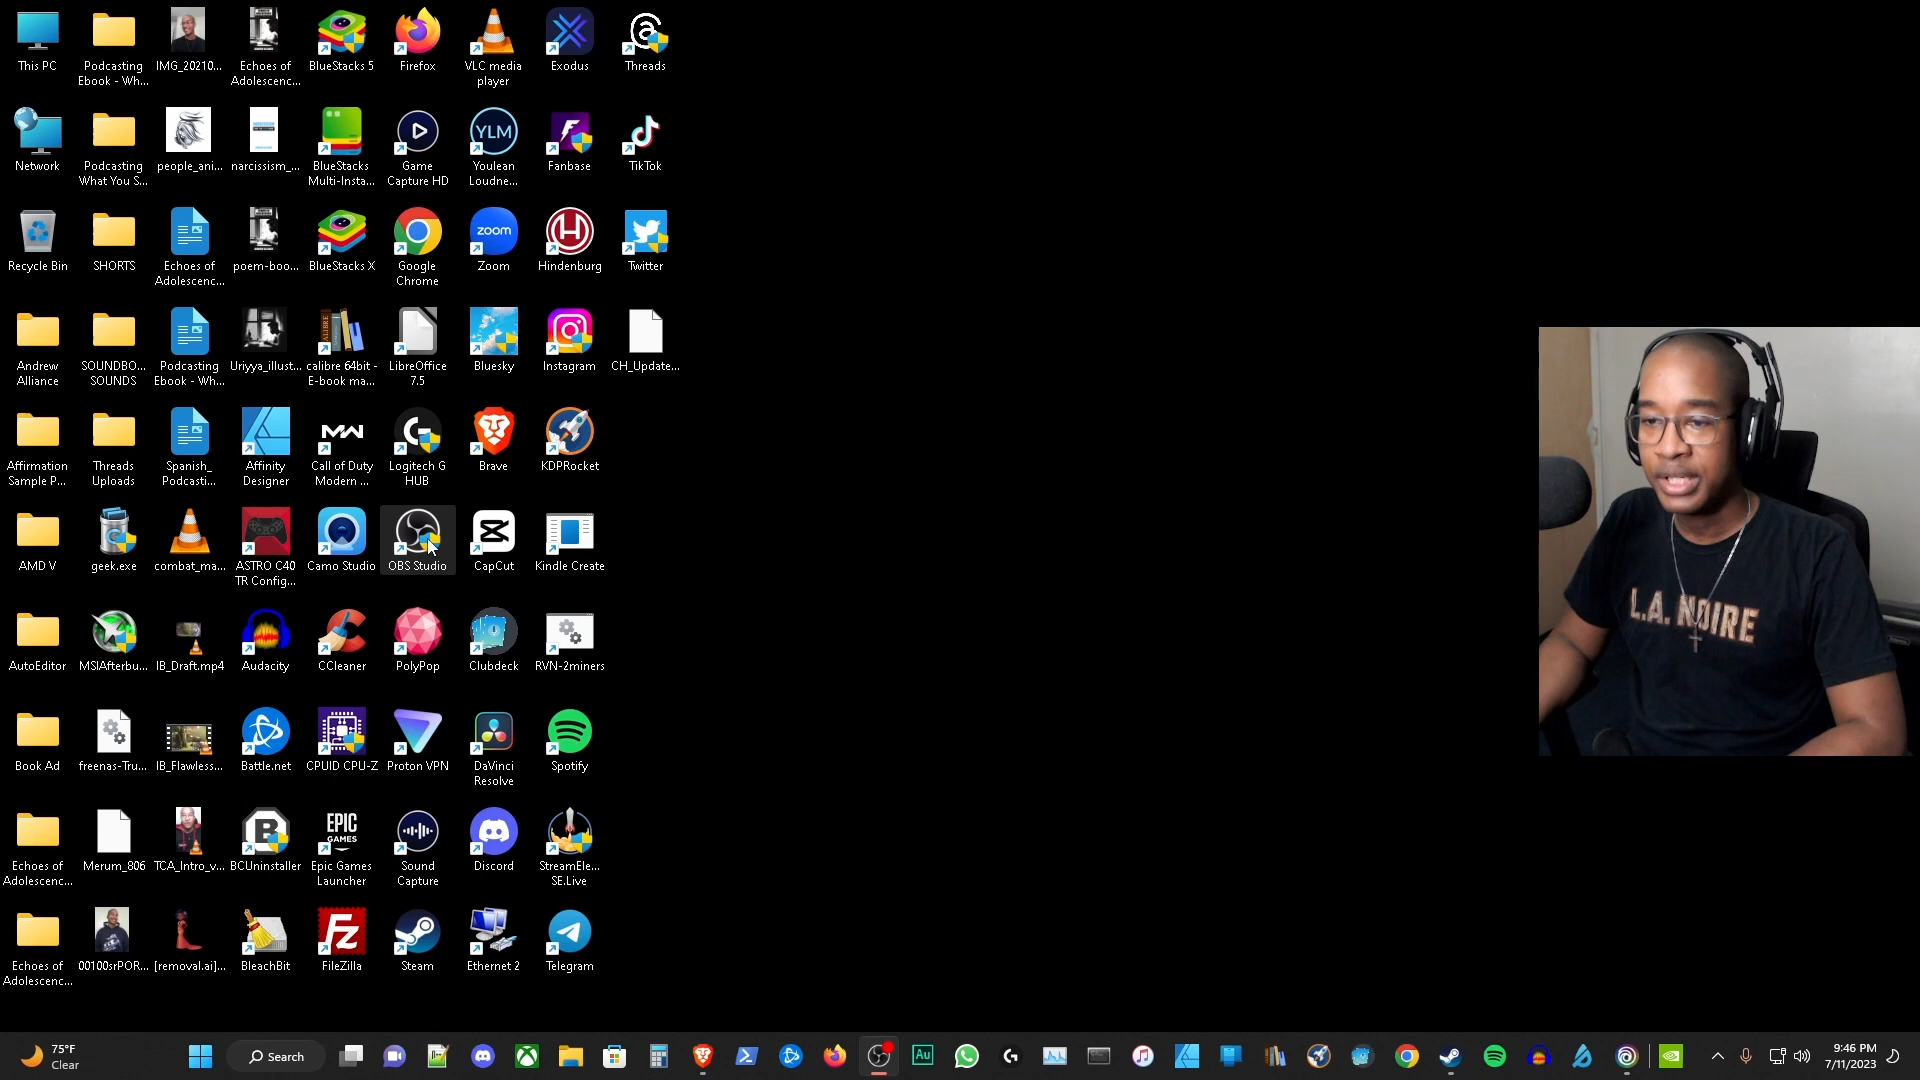 This PC
Podcasting
Ebook - Wh...
IMG_20210...
Echoes of
Adolescenc...
BlueStacks 5
Firefox
VLC media
player
Exodus
Threads
Network
Podcasting
What You S...
people_ani...
narcissism_...
BlueStacks
Multi-Insta...
Game
Capture HD
YLM
Youlean
Loudne...
Fanbase
TikTok
Recycle Bin
SHORTS
Echoes of
Adolescenc...
poem-boo...
BlueStacks X
Google
Chrome
zoom
Zoom
Hindenburg
Twitter
Andrew
Alliance
SOUNDBO...
SOUNDS
Podcasting
Ebook - Wh...
Uriyya_illust...
calibre 64bit -
E-book ma...
LibreOffice
7.5
Bluesky
Instagram
CH_Update...
Affirmation
Sample P...
Threads
Uploads
Spanish_
Podcasti...
Affinity
Designer
MW
Call of Duty
Modern ...
Logitech G
HUB
Brave
KDPRocket
AMD V
geek.exe
combat_ma...
ASTRO C40
TR Config...
Camo Studio
OBS Studio
CapCut
Kindle Create
AutoEditor
MSIAfterbu...
IB_Draft.mp4
Audacity
CCleaner
PolyPop
Clubdeck
RVN-2miners
Book Ad
freenas-Tru...
IB_Flawless...
Battle.net
CPUID CPU-Z
Proton VPN
DaVinci
Resolve
Spotify
Echoes of
Adolescenc...
Merum_806
TCA_Intro_v...
BCUninstaller
EPIC
GAMES
Epic Games
Launcher
Sound
Capture
Discord
StreamEle...
SE.Live
Echoes of
Adolescenc...
00100srPOR...
[removal.ai]...
BleachBit
Fz
FileZilla
Steam
Ethernet 2
Telegram
L.A. NOIRE
75°F
Clear
Search
Au
9:46 PM
7/11/2023